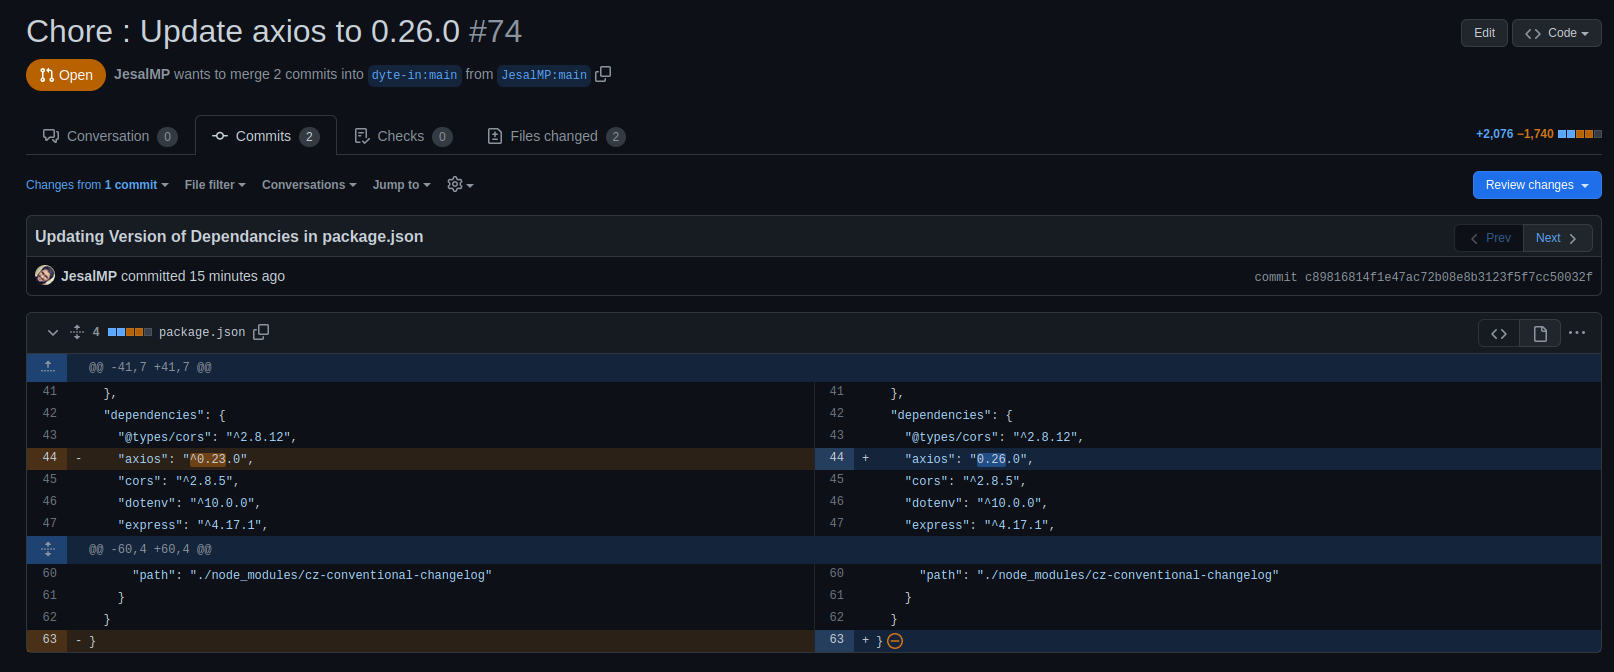 Chore : Update axios to 0.26.0 #74
Edit
Code
Open
JesalMP wants to merge 2 commits into dyte-in:main from JesalMP:main
Conversation 0
Commits 2
Checks 0
Files changed 2
+2,076 −1,740
Changes from 1 commit
File filter
Conversations
Jump to
Review changes
Updating Version of Dependancies in package.json
Prev
Next
JesalMP committed 15 minutes ago
commit c89816814f1e47ac72b08e8b3123f5f7cc50032f
4 package.json
@@ -41,7 +41,7 @@
41 }, 41 },
42 "dependencies": { 42 "dependencies": {
43 "@types/cors": "^2.8.12", 43 "@types/cors": "^2.8.12",
44 - "axios": "^0.23.0", 44 + "axios": "0.26.0",
45 "cors": "^2.8.5", 45 "cors": "^2.8.5",
46 "dotenv": "^10.0.0", 46 "dotenv": "^10.0.0",
47 "express": "^4.17.1", 47 "express": "^4.17.1",
@@ -60,4 +60,4 @@
60 "path": "./node_modules/cz-conventional-changelog" 60 "path": "./node_modules/cz-conventional-changelog"
61 } 61 }
62 } 62 }
63 - } 63 + }